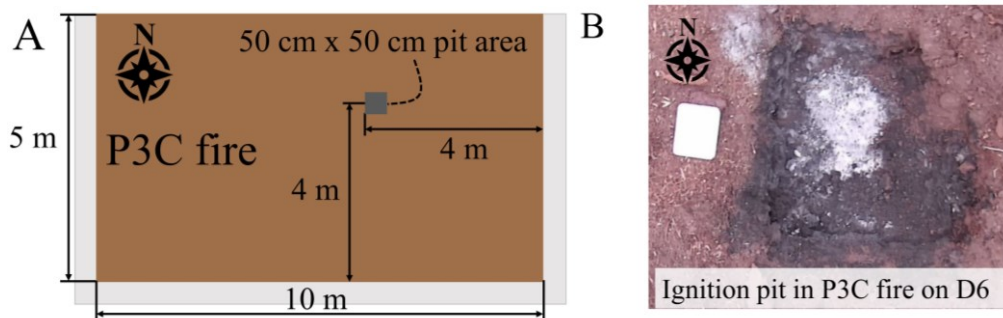 A
N
50 cm x 50 cm pit area
5 m
P3C fire
4 m
4 m
10 m
B
N
Ignition pit in P3C fire on D6